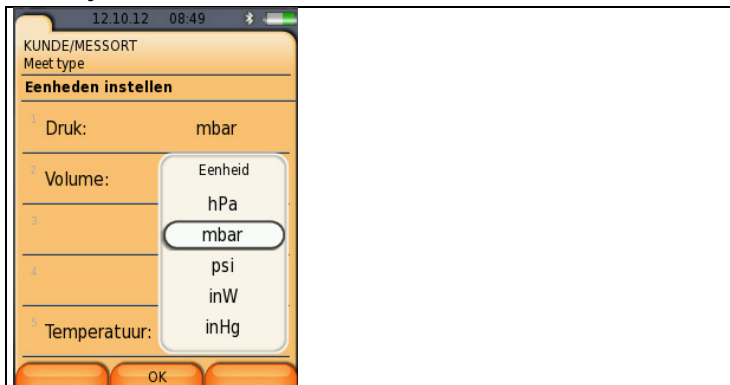 12.10.12 08:49
KUNDE/MESSORT
Meet type
Eenheden instellen
1 Druk: mbar
2 Volume:
3
4
5 Temperatuur:
Eenheid
hPa
mbar
psi
inW
inHg
OK